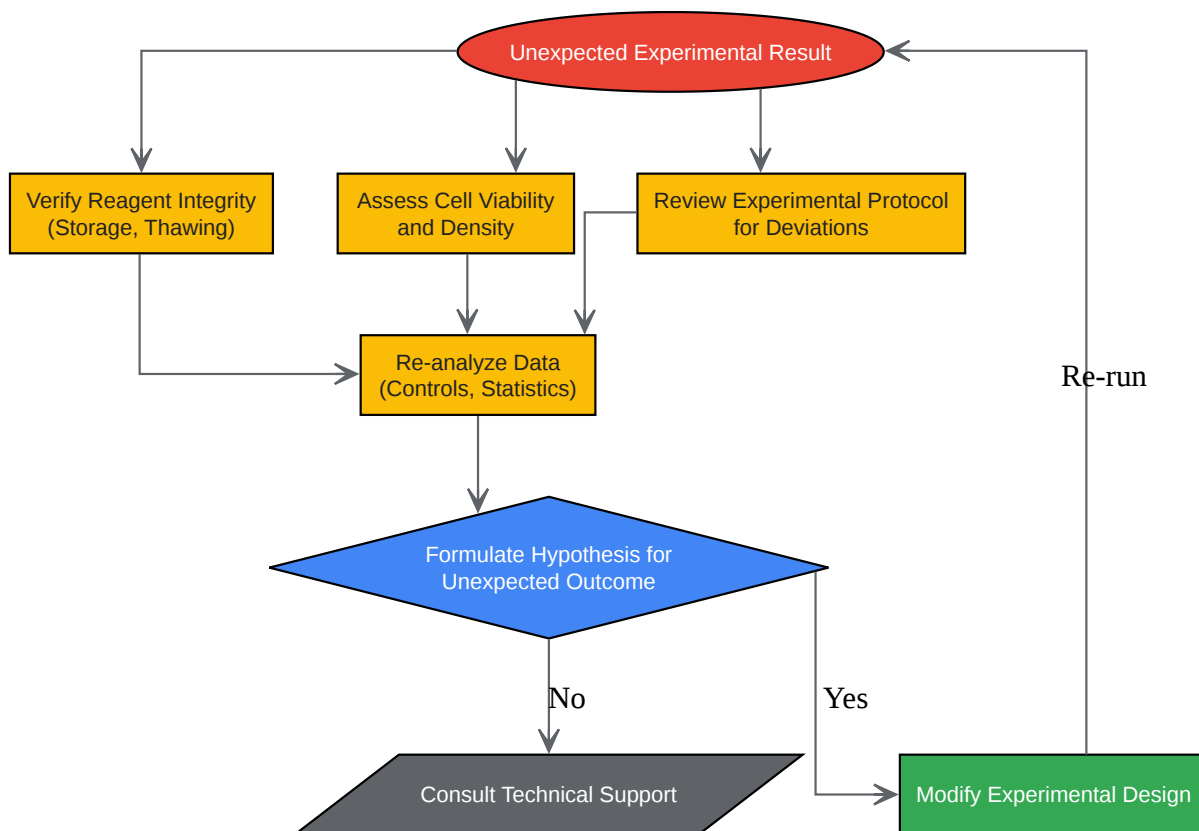 Unexpected Experimental Result
Verify Reagent Integrity
(Storage, Thawing)
Assess Cell Viability
and Density
Review Experimental Protocol
for Deviations
Re-analyze Data
(Controls, Statistics)
Re-run
Formulate Hypothesis for
Unexpected Outcome
No
Yes
Consult Technical Support
Modify Experimental Design